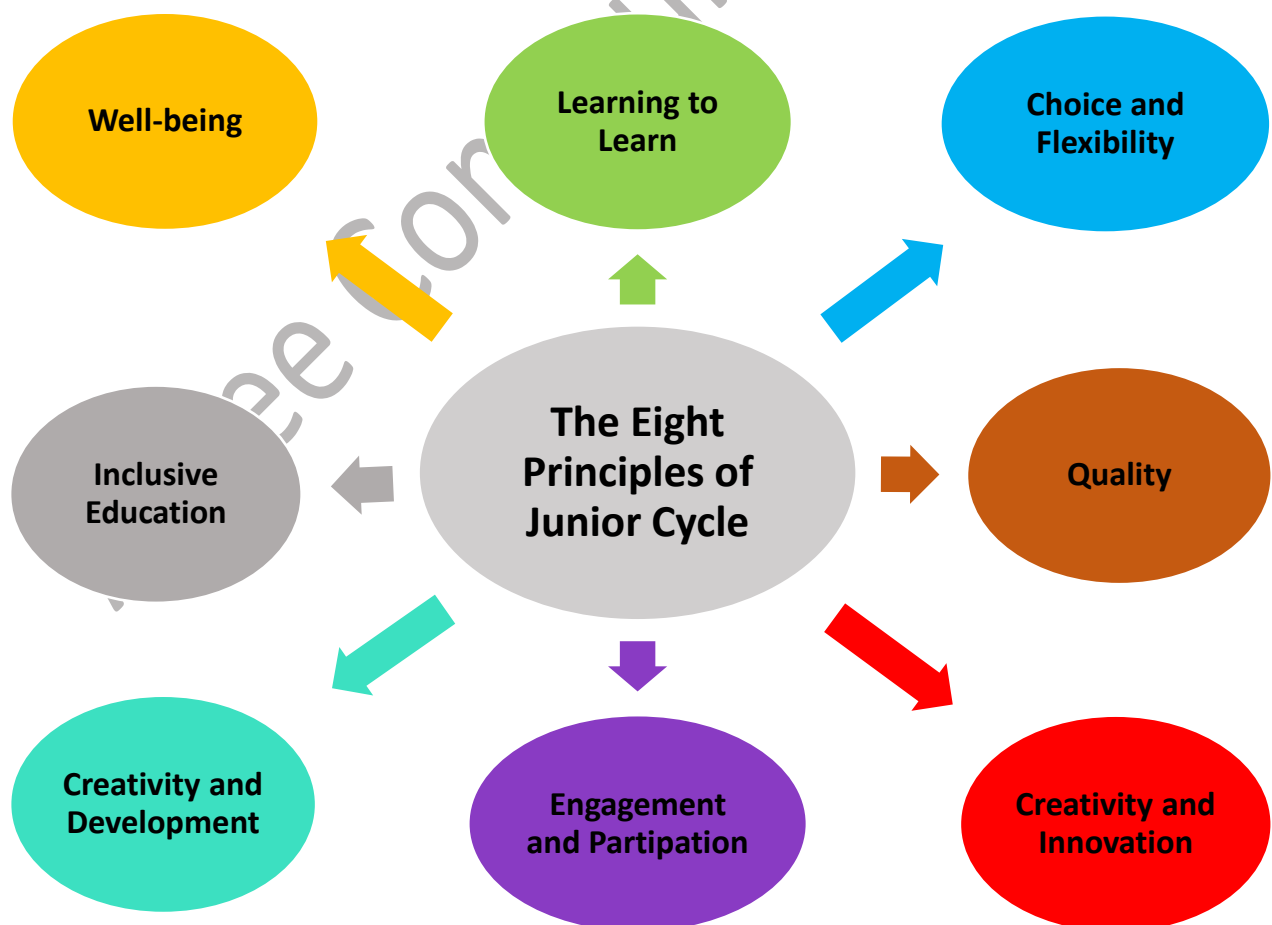 Well-being
Learning to
Learn
Choice and
Flexibility
The Eight
Principles of
Junior Cycle
Inclusive
Education
Quality
Creativity and
Development
Engagement
and Partipation
Creativity and
Innovation